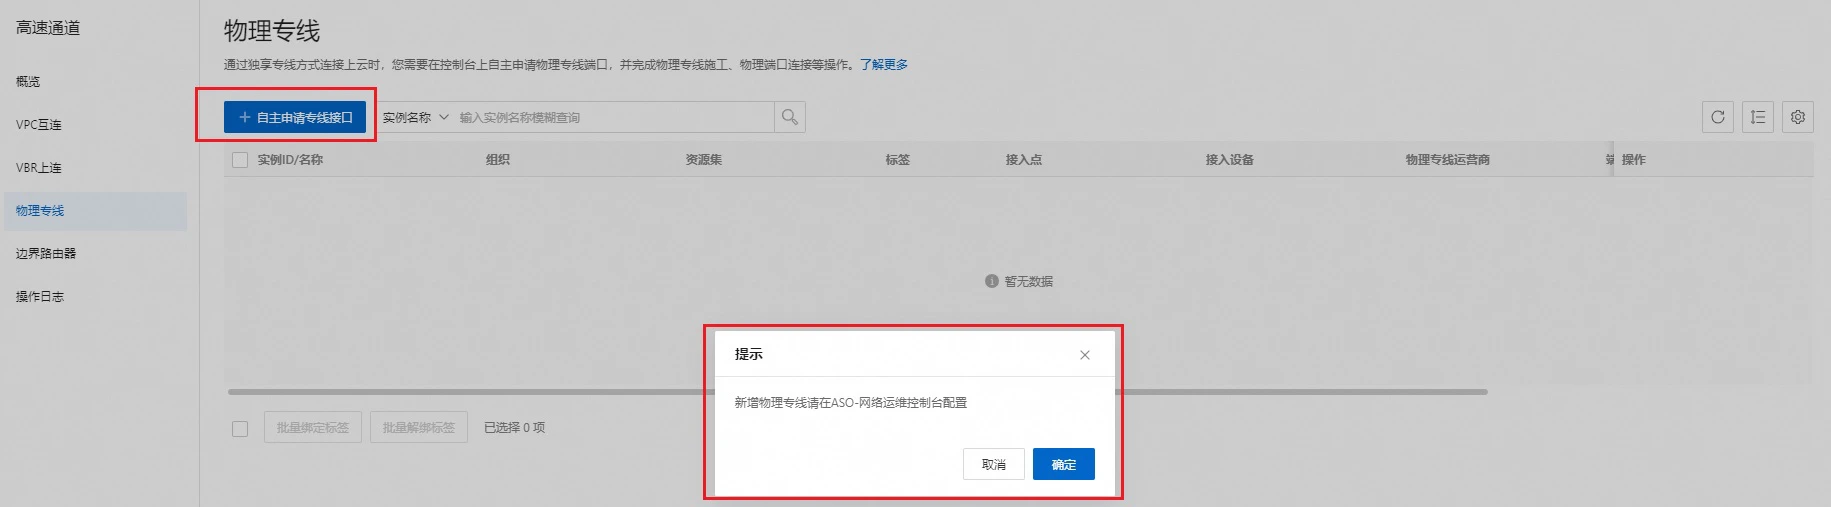 高速通道
概览
VPC互连
VBR上连
物理专线
边界路由器
操作日志
物理专线
通过独享专线方式连接上云时，您需要在控制台上自主申请物理专线端口，并完成物理专线施工、物理端口连接等操作。了解更多
自主申请专线接口 实例名称 输入实例名称模糊查询
实例ID/名称 组织 资源集 标签 接入点 接入设备 物理专线运营商 操作
暂无数据
提示
新增物理专线请在ASO-网络运维控制台配置
取消 确定
批量绑定标签 批量解绑标签 已选择 0 项